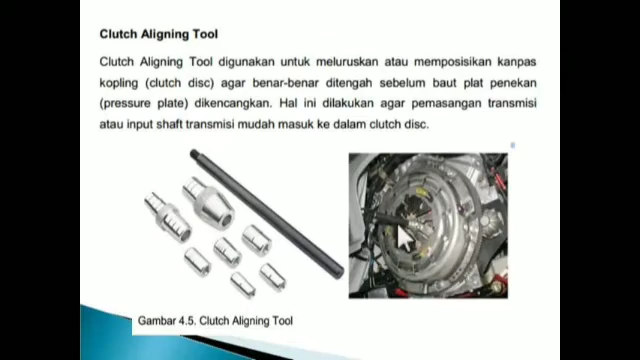 Clutch Aligning Tool
Clutch Aligning Tool digunakan untuk meluruskan atau memposisikan kanpas
kopling (clutch disc) agar benar-benar ditengah sebelum baut plat penekan
(pressure plate) dikencangkan. Hal ini dilakukan agar pemasangan transmisi
atau input shaft transmisi mudah masuk ke dalam clutch disc.
Gambar 4.5. Clutch Aligning Tool